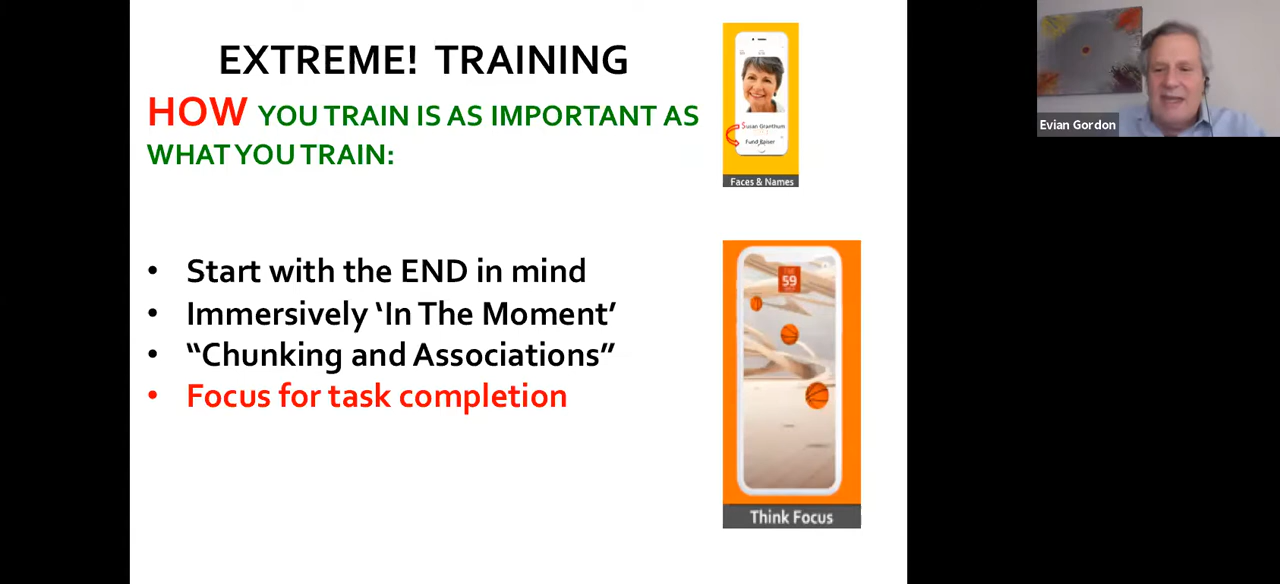 EXTREME! TRAINING
HOW YOU TRAIN IS AS IMPORTANT AS
WHAT YOU TRAIN:
• Start with the END in mind
• Immersively ‘In The Moment’
• “Chunking and Associations”
• Focus for task completion
Susan Granthum
Fund Raiser
Faces & Names
59
Think Focus
Evian Gordon